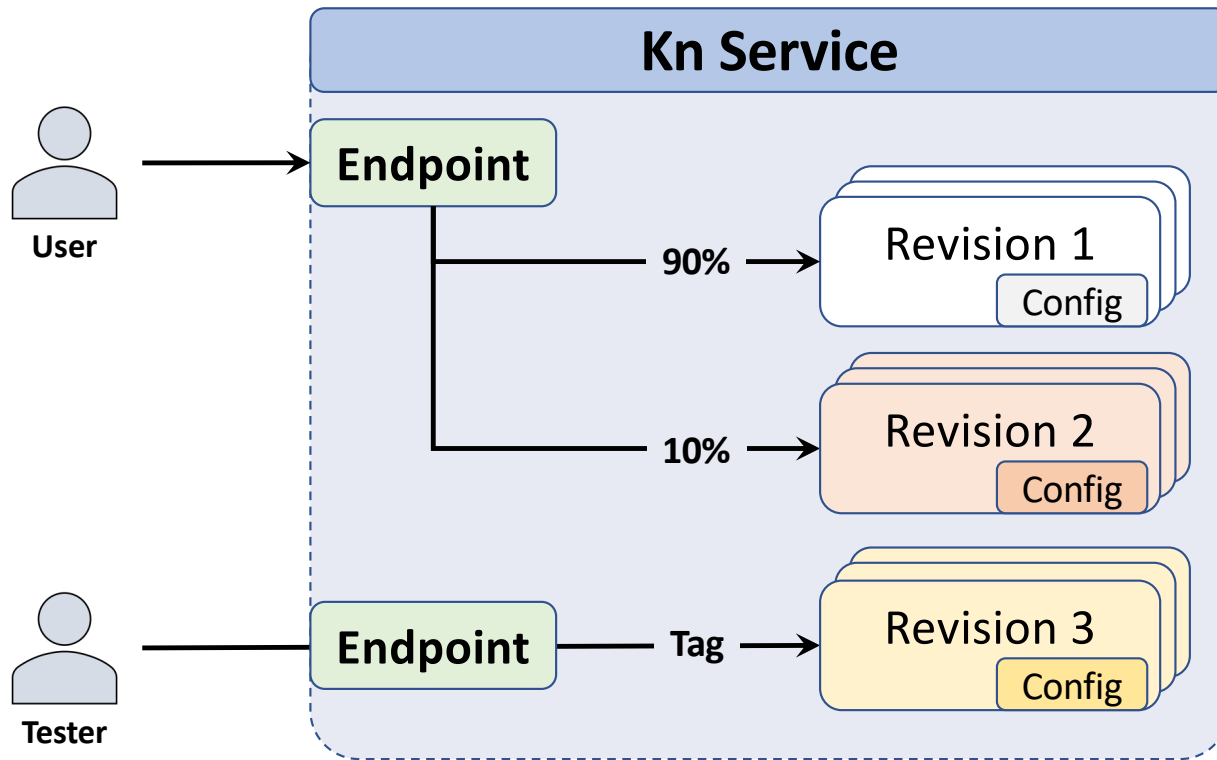 Kn Service
Endpoint
User
90%
Revision 1
Config
10%
Revision 2
Config
Endpoint
Tag
Revision 3
Config
Tester